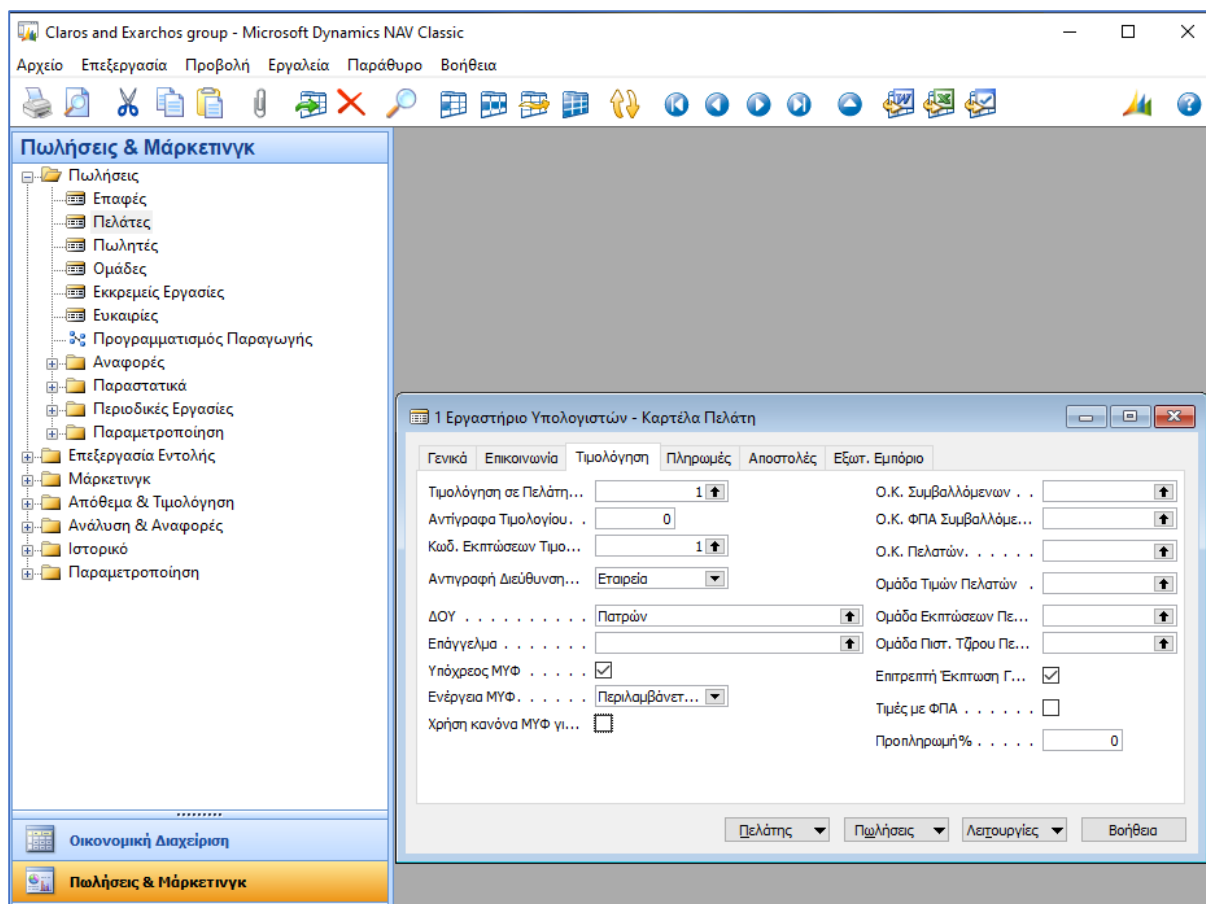 Claros and Exarchos group - Microsoft Dynamics NAV Classic
Αρχείο Επεξεργασία Προβολή Εργαλεία Παράθυρο Βοήθεια
Πωλήσεις & Μάρκετινγκ
Πωλήσεις
Επαφές
Πελάτες
Πωλητές
Ομάδες
Εκκρεμείς Εργασίες
Ευκαιρίες
Προγραμματισμός Παραγωγής
Αναφορές
Παραστατικά
Περιοδικές Εργασίες
Παραμετροποίηση
Επεξεργασία Εντολής
Μάρκετινγκ
Απόθεμα & Τιμολόγηση
Ανάλυση & Αναφορές
Ιστορικό
Παραμετροποίηση
Οικονομική Διαχείριση
Πωλήσεις & Μάρκετινγκ
1 Εργαστήριο Υπολογιστών - Καρτέλα Πελάτη
Γενικά Επικοινωνία Τιμολόγηση Πληρωμές Αποστολές Εξωτ. Εμπόριο
Τιμολόγηση σε Πελάτη... 1
Αντίγραφα Τιμολογίου. . 0
Κωδ. Εκπτώσεων Τιμο... 1
Αντιγραφή Διεύθυνση... Εταιρεία
ΔΟΥ . . . . . . . . . . Πατρών
Επάγγελμα . . . . . . .
Υπόχρεος ΜΥΦ . . . . .
Ενέργεια ΜΥΦ. . . . . . Περιλαμβάνετ...
Χρήση κανόνα ΜΥΦ γι...
Ο.Κ. Συμβαλλόμενων . .
Ο.Κ. ΦΠΑ Συμβαλλόμε...
Ο.Κ. Πελατών. . . . . .
Ομάδα Τιμών Πελατών .
Ομάδα Εκπτώσεων Πε...
Ομάδα Πιστ. Τζίρου Πε...
Επιτρεπτή Έκπτωση Γ...
Τιμές με ΦΠΑ . . . . . .
Προπληρωμή% . . . . . 0
Πελάτης Πωλήσεις Λειτουργίες Βοήθεια